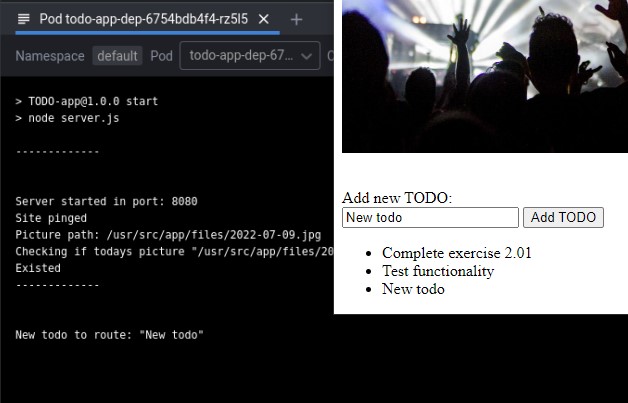 Pod todo-app-dep-6754bdb4f4-rz5l5
Namespace default Pod todo-app-dep-67...
> TODO-app@1.0.0 start
> node server.js
-------------
Server started in port: 8080
Site pinged
Picture path: /usr/src/app/files/2022-07-09.jpg
Checking if todays picture "/usr/src/app/files/20
Existed
-------------
New todo to route: "New todo"
Add new TODO:
New todo Add TODO
Complete exercise 2.01
Test functionality
New todo